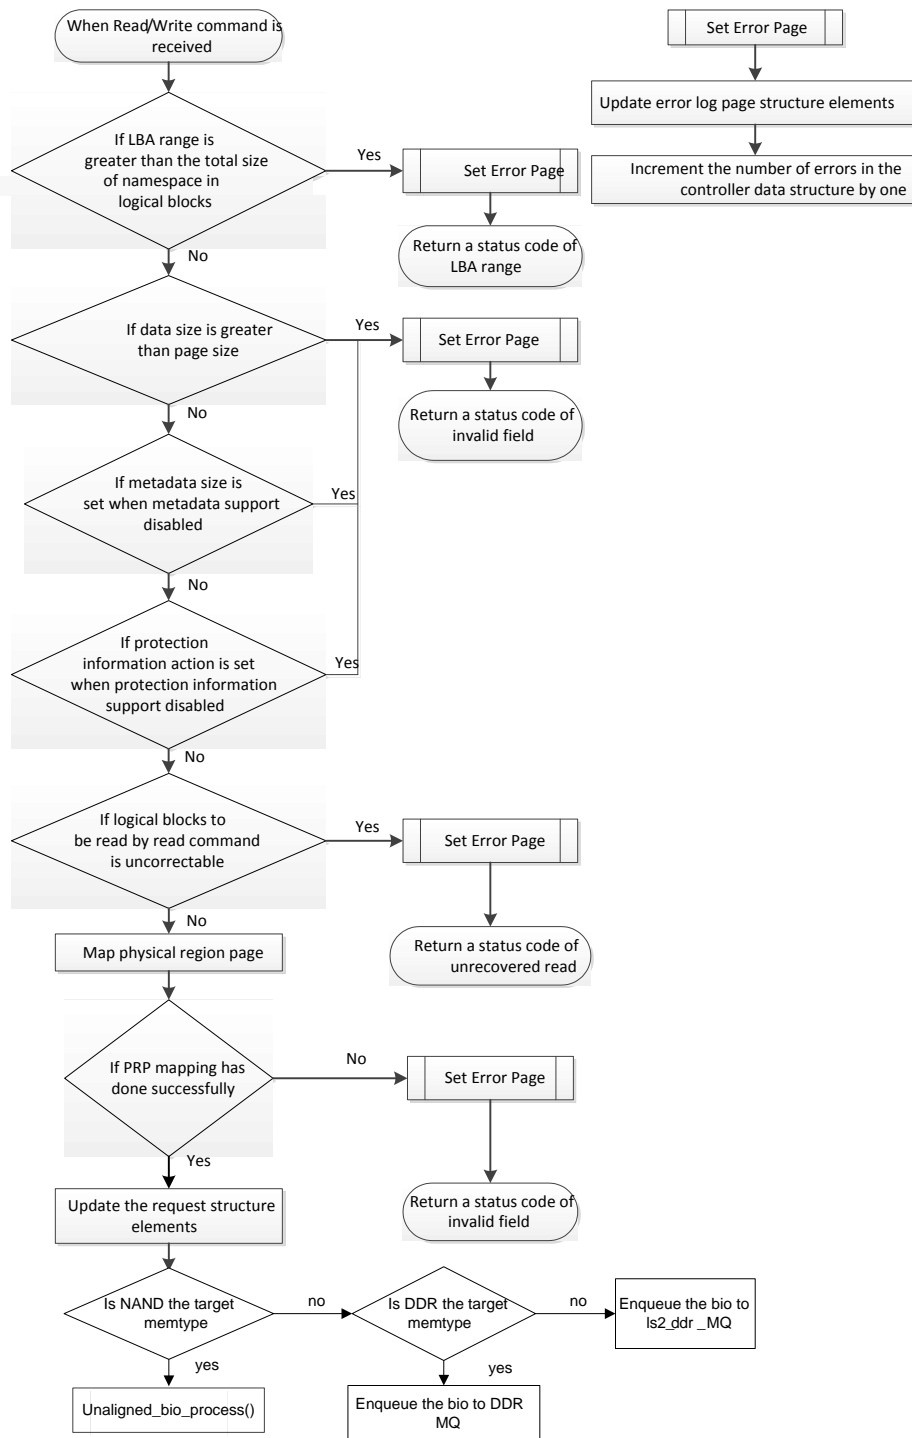 When Read/Write command is
received
Set Error Page
Update error log page structure elements
Increment the number of errors in the
controller data structure by one
If LBA range is
greater than the total size
of namespace in
logical blocks
Yes
Set Error Page
Return a status code of
LBA range
No
If data size is greater
than page size
Yes
Set Error Page
Return a status code of
invalid field
No
If metadata size is
set when metadata support
disabled
Yes
No
If protection
information action is set
when protection information
support disabled
Yes
No
If logical blocks to
be read by read command
is uncorrectable
Yes
Set Error Page
Return a status code of
unrecovered read
No
Map physical region page
If PRP mapping has
done successfully
No
Set Error Page
Return a status code of
invalid field
Yes
Update the request structure
elements
Is NAND the target
memtype
no
Is DDR the target
memtype
no
Enqueue the bio to
ls2_ddr _MQ
yes
Unaligned_bio_process()
yes
Enqueue the bio to DDR
MQ